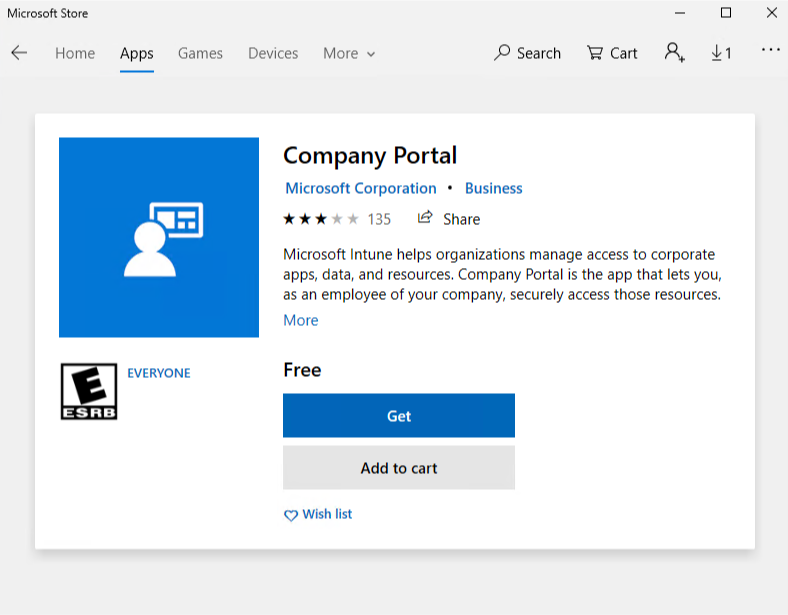 Microsoft Store
Home Apps Games Devices More Search Cart 1 ...
Company Portal
Microsoft Corporation • Business
135 Share
Microsoft Intune helps organizations manage access to corporate
apps, data, and resources. Company Portal is the app that lets you,
as an employee of your company, securely access those resources.
More
E
ESRB
EVERYONE
Free
Get
Add to cart
Wish list